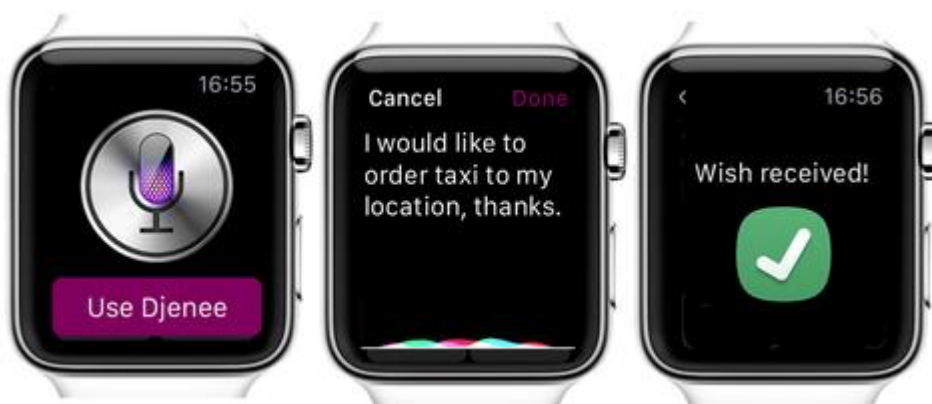 16:55
Use Djenee
Cancel Done
I would like to
order taxi to my
location, thanks.
16:56
Wish received!